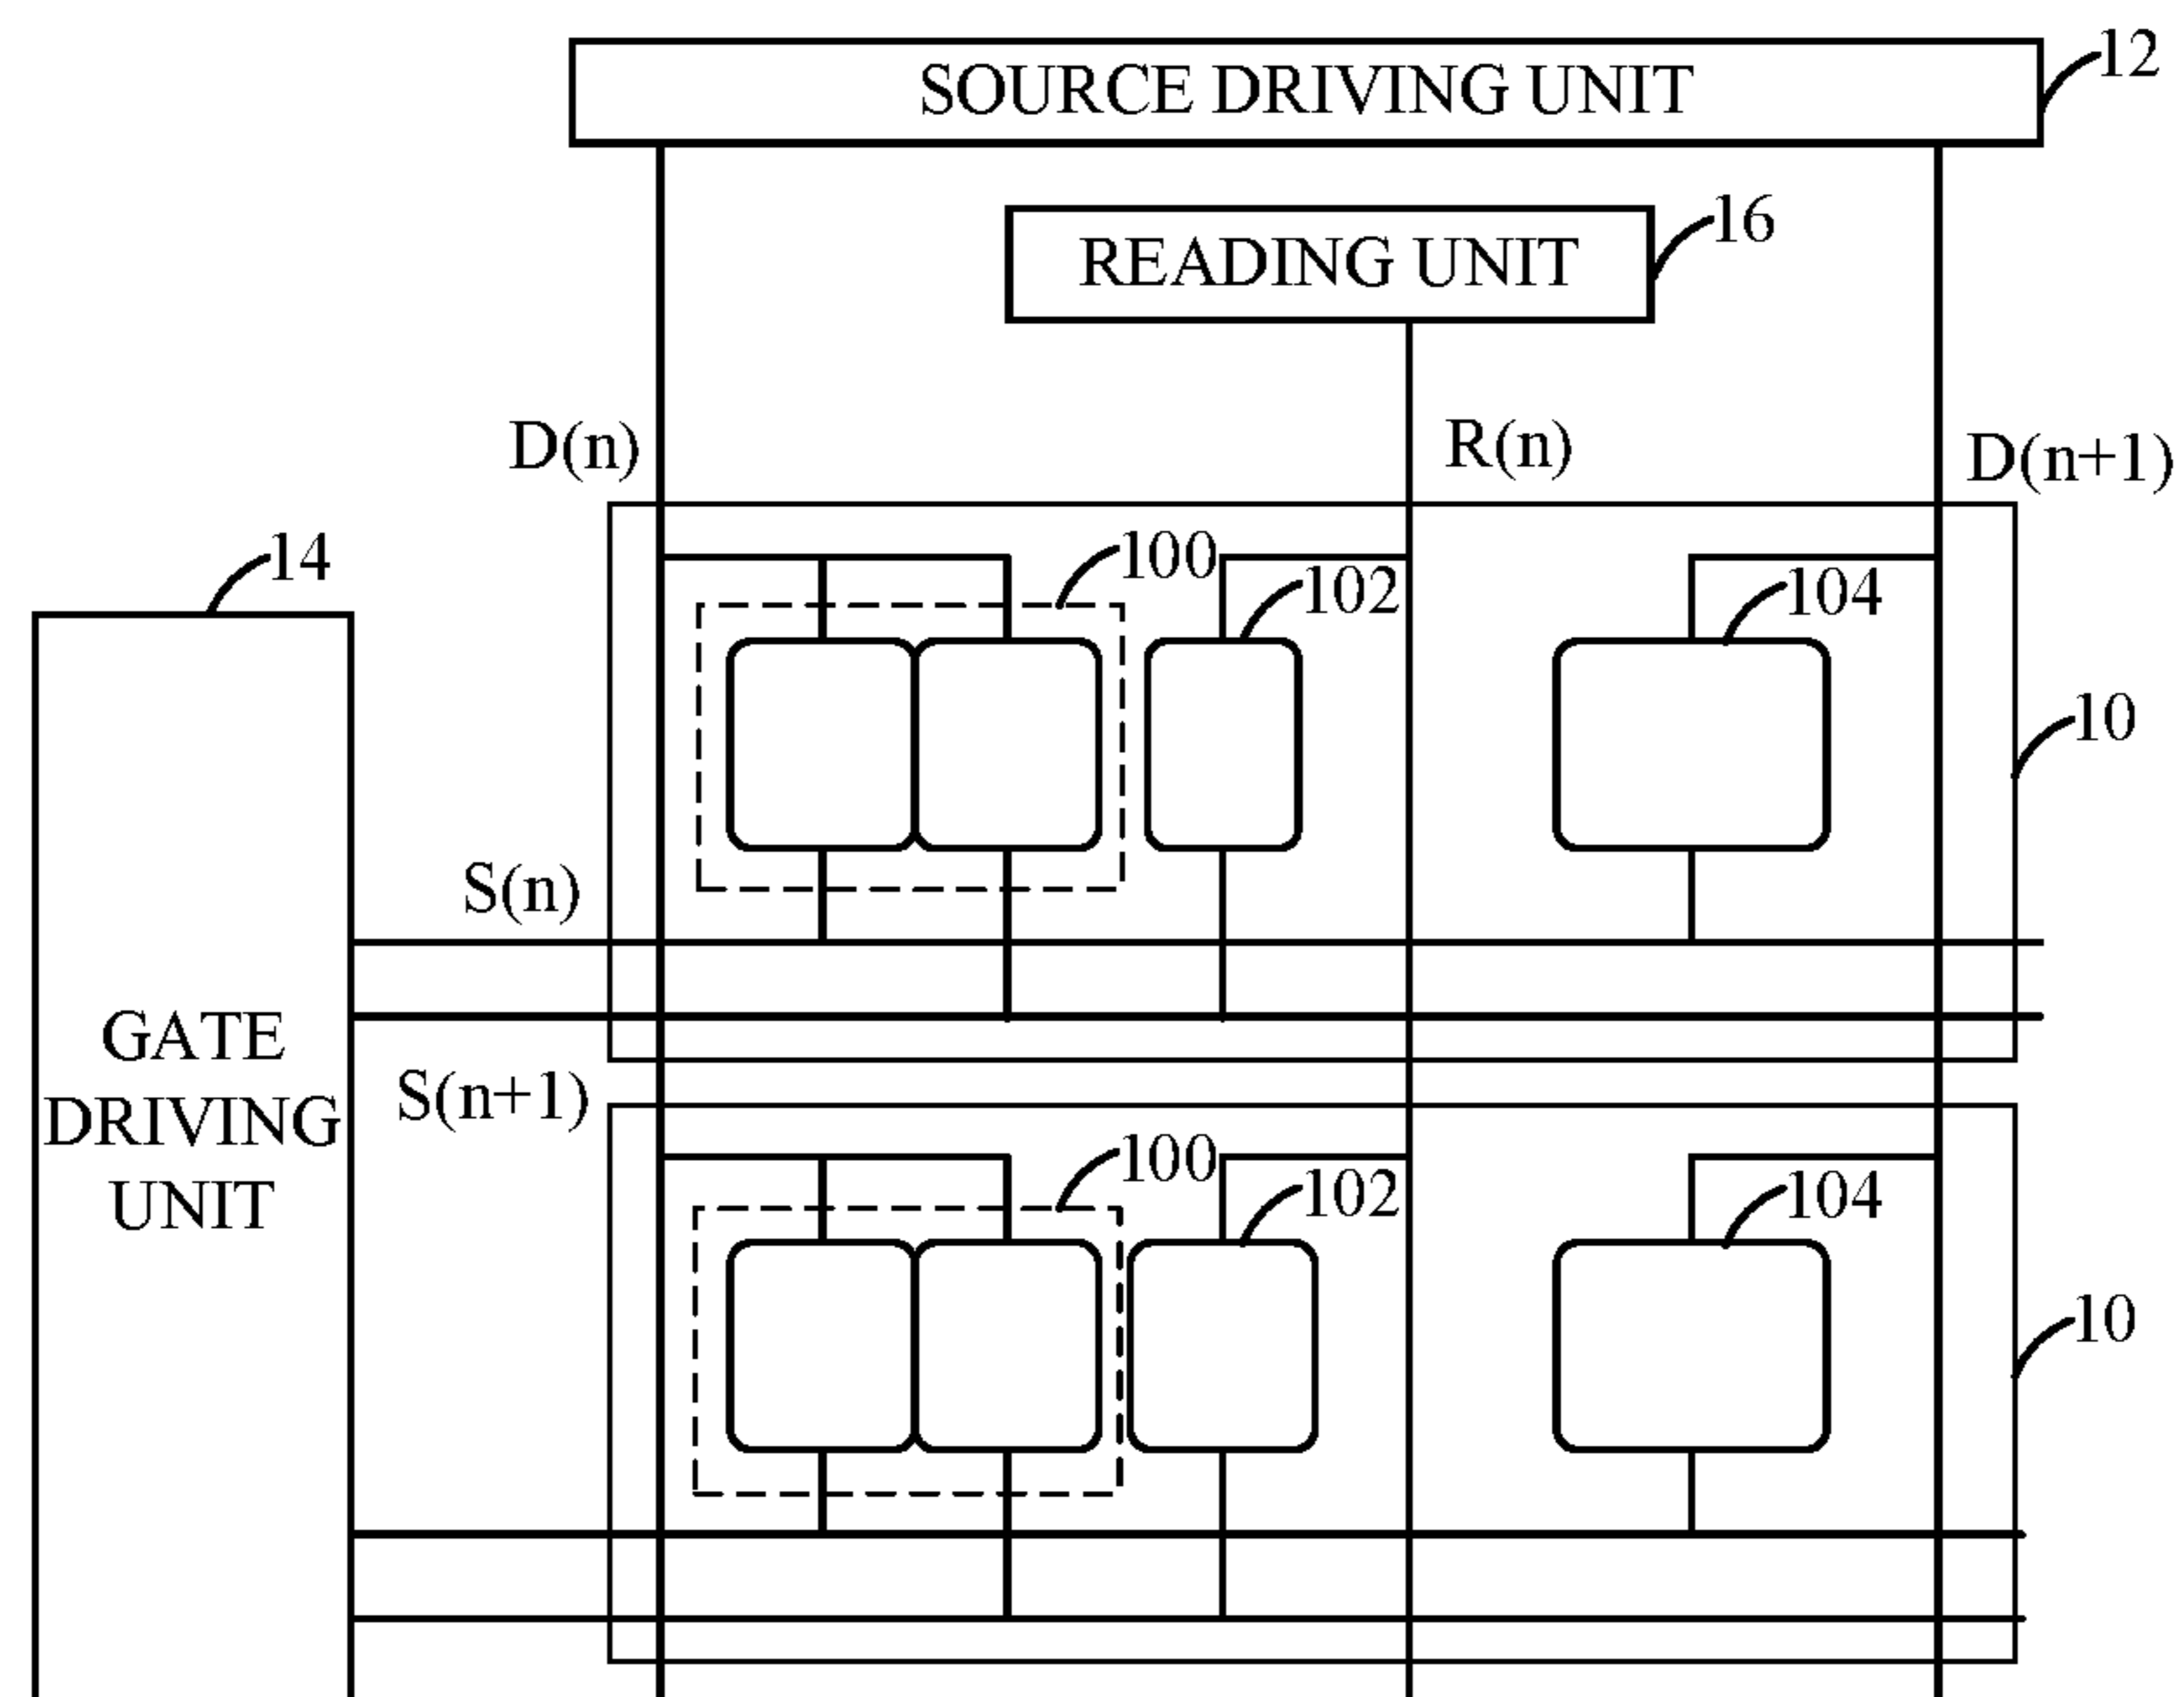 SOURCE DRIVING UNIT
12
READING UNIT
16
D(n)
R(n)
D(n+1)
14
100
102
104
10
S(n)
GATE
DRIVING
UNIT
S(n+1)
100
102
104
10